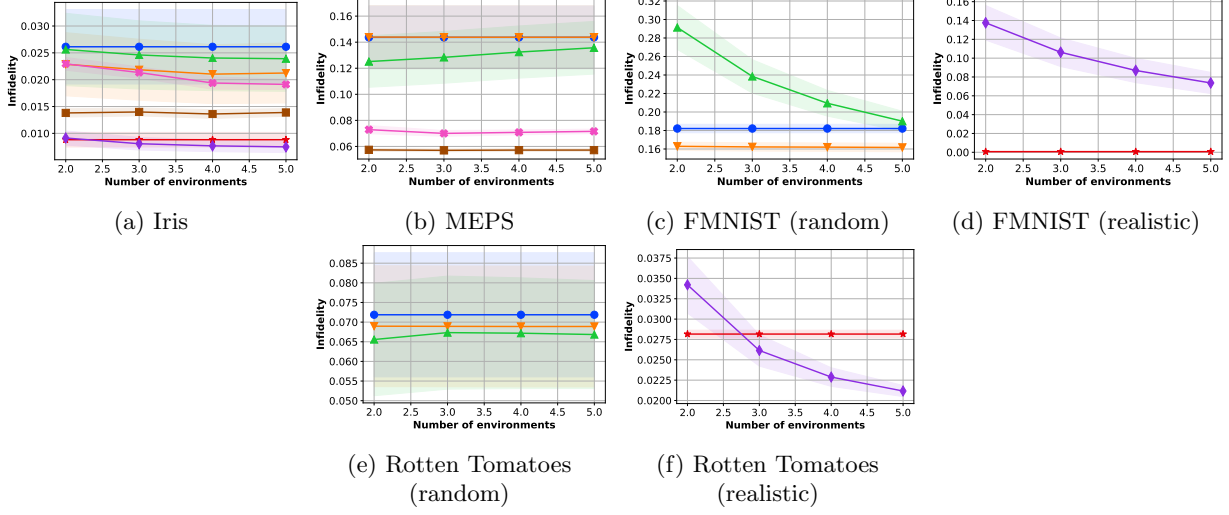 0.030
0.025
0.020
0.015
0.010
Infidelity
2.0 2.5 3.0 3.5 4.0 4.5 5.0
Number of environments
(a) Iris
0.16
0.14
0.12
0.10
0.08
0.06
Infidelity
2.0 2.5 3.0 3.5 4.0 4.5 5.0
Number of environments
(b) MEPS
0.32
0.28
0.24
0.20
0.18
0.16
Infidelity
2.0 2.5 3.0 3.5 4.0 4.5 5.0
Number of environments
(c) FMNIST (random)
0.16
0.14
0.12
0.10
0.08
0.06
0.04
0.02
0.00
Infidelity
2.0 2.5 3.0 3.5 4.0 4.5 5.0
Number of environments
(d) FMNIST (realistic)
0.085
0.080
0.075
0.070
0.065
0.060
0.055
0.050
Infidelity
2.0 2.5 3.0 3.5 4.0 4.5 5.0
Number of environments
(e) Rotten Tomatoes
(random)
0.0375
0.0350
0.0325
0.0300
0.0275
0.0250
0.0225
0.0200
Infidelity
2.0 2.5 3.0 3.5 4.0 4.5 5.0
Number of environments
(f) Rotten Tomatoes
(realistic)